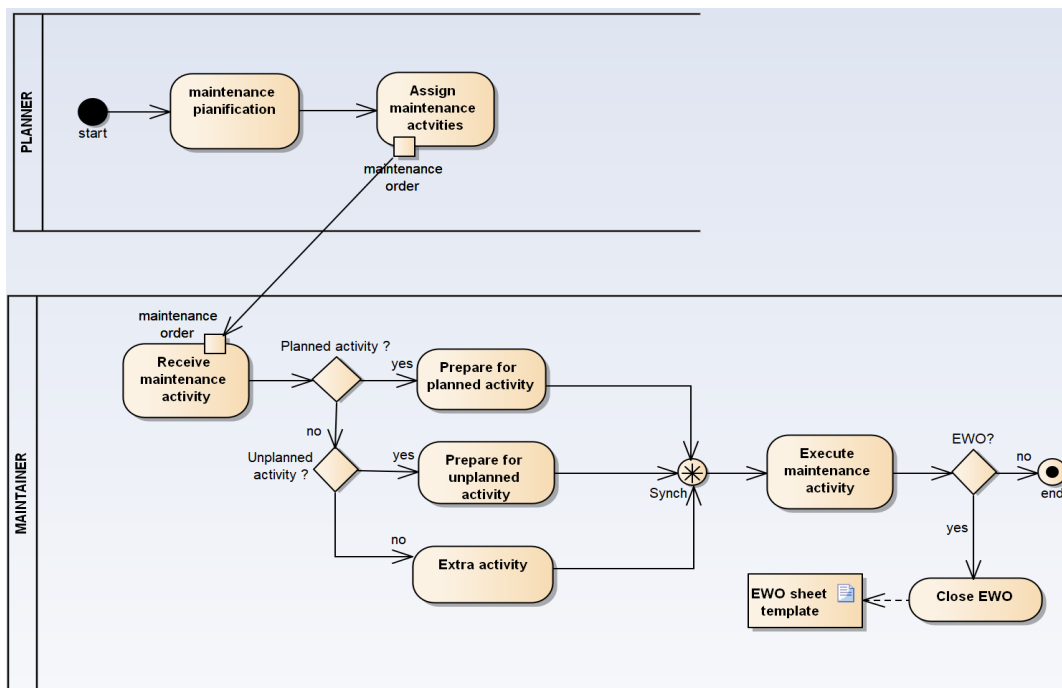 PLANNER
start
maintenance
pianification
Assign
maintenance
actvities
maintenance
order
MAINTAINER
maintenance
order
Receive
maintenance
activity
Planned activity ?
yes
Prepare for
planned activity
no
Unplanned
activity ?
yes
Prepare for
unplanned
activity
no
Extra activity
Synch
Execute
maintenance
activity
EWO?
no
end
yes
EWO sheet
template
Close EWO